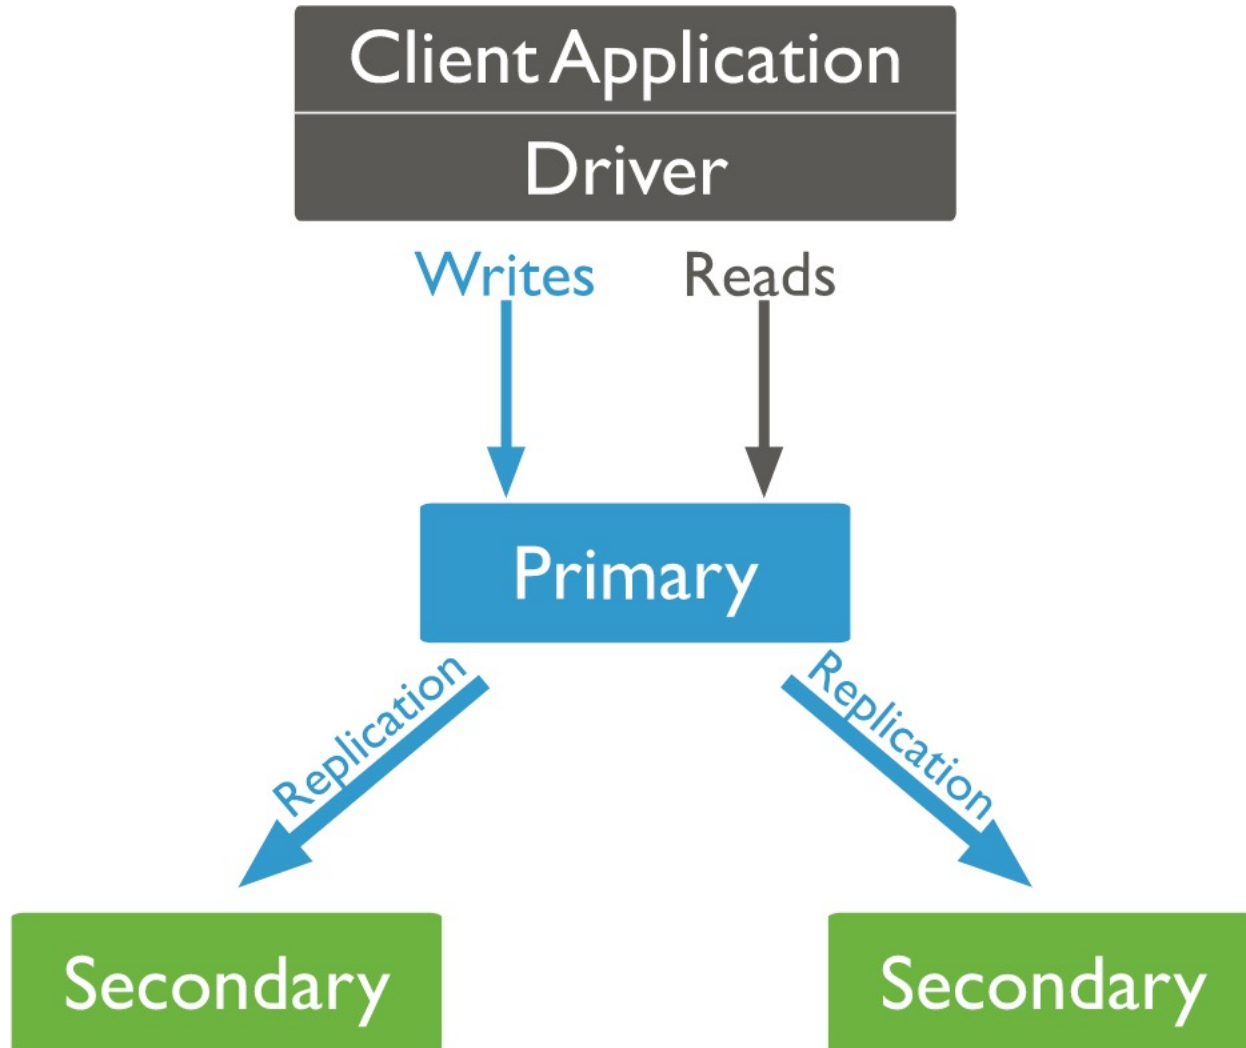 Client Application
Driver
Writes
Reads
Primary
Replication
Replication
Secondary
Secondary